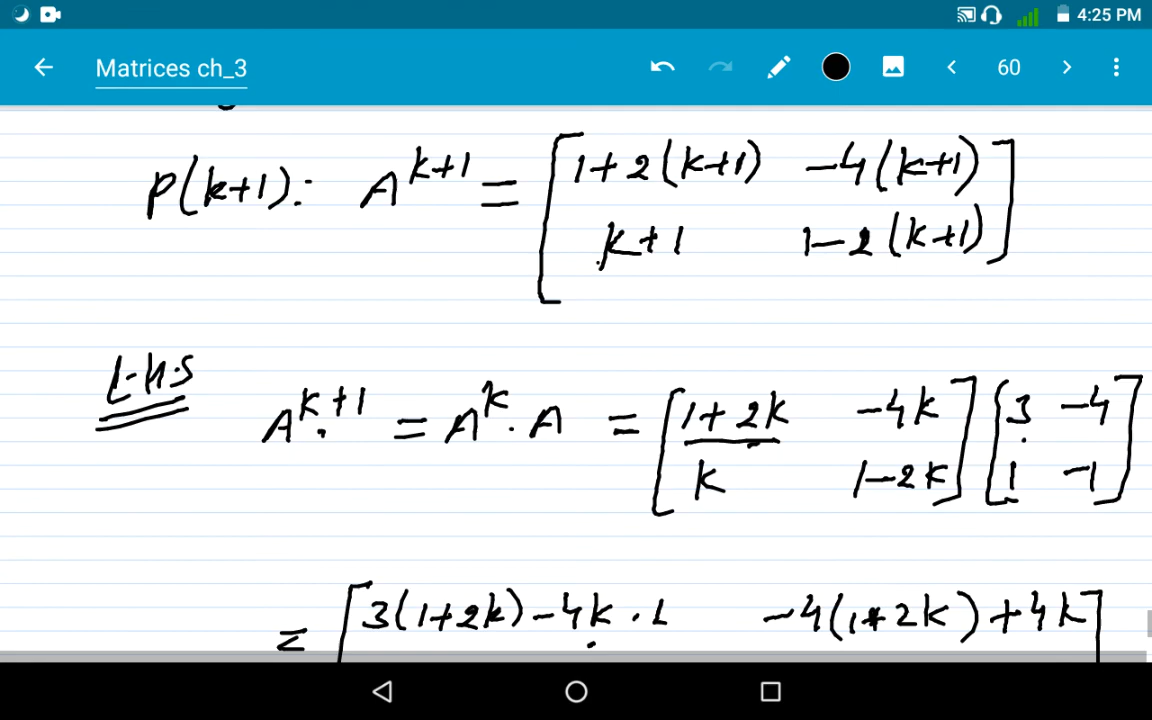 4:25 PM
Matrices ch_3 60
P(k+1): A^{k+1} = [1+2(k+1) -4(k+1)
k+1 1-2(k+1)]
L.H.S A^{k+1} = A^k . A = [1+2k -4k [3 -4
k 1-2k] 1 -1]
= [3(1+2k)-4k.1 -4(1+2k)+4k]